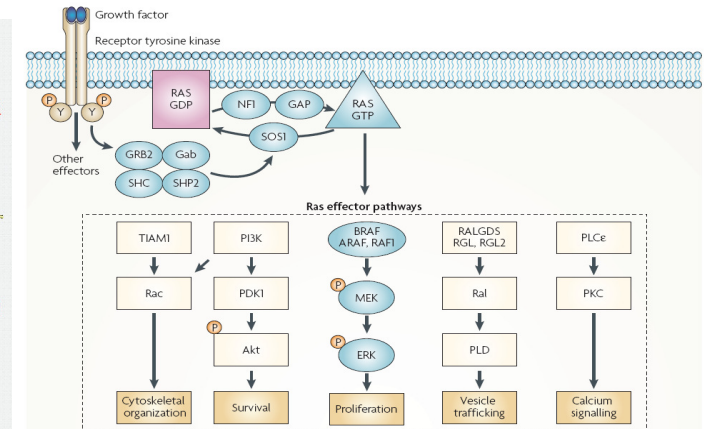 Growth factor
Receptor tyrosine kinase
P
Y
Y
P
RAS
GDP
NF1
GAP
RAS
GTP
SOS1
Other
effectors
GRB2
Gab
SHC
SHP2
Ras effector pathways
TIAM1
PI3K
BRAF
ARAF, RAF1
RALGDS
RGL, RGL2
PLCε
Rac
PDK1
P
MEK
Ral
PKC
P
Akt
P
ERK
PLD
Cytoskeletal
organization
Survival
Proliferation
Vesicle
trafficking
Calcium
signalling